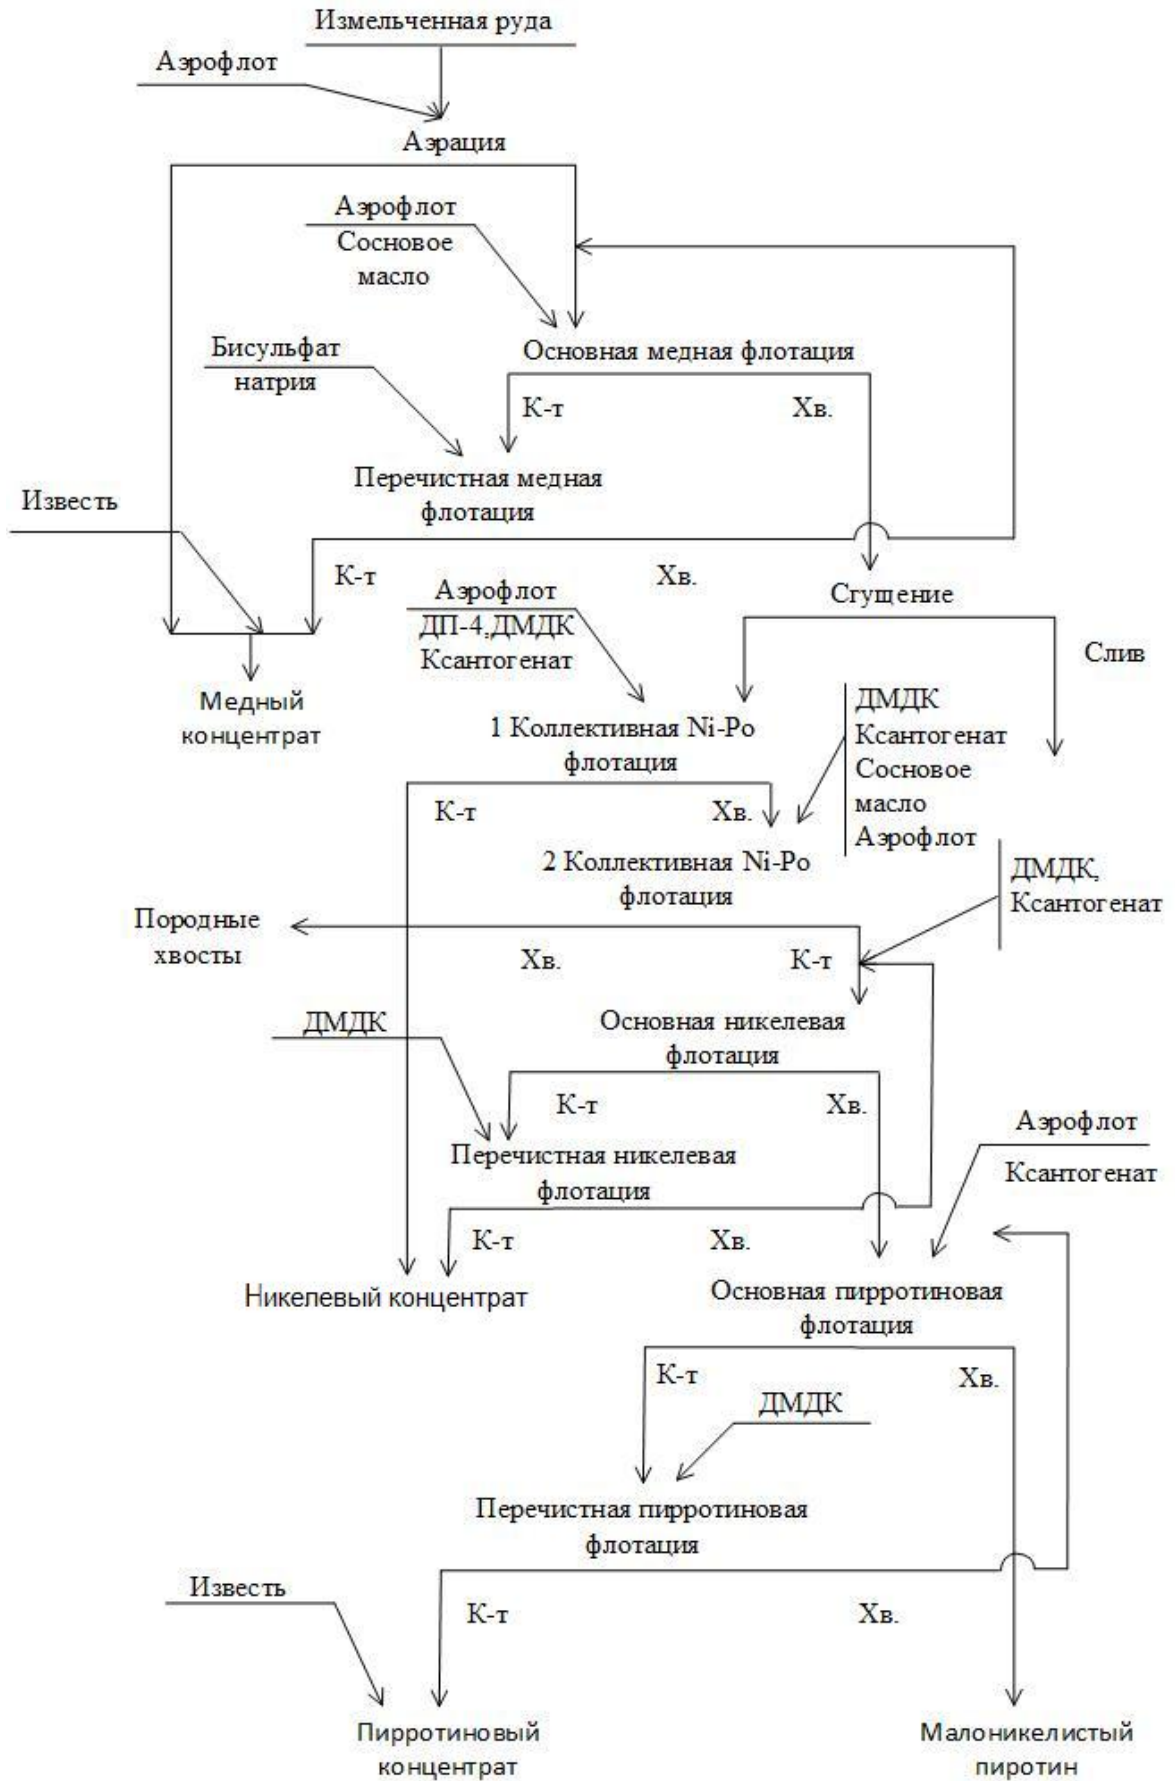 Измельченная руда
Аэрофлот
Аэрация
Аэрофлот
Сосновое
масло
Бисульфат
натрия
Основная медная флотация
К-т
Хв.
Перечистная медная
флотация
Известь
К-т
Хв.
Аэрофлот
ДП-4,ДМДК
Ксантогенат
Сгущение
Слив
Медный
концентрат
1 Коллективная Ni-Po
флотация
ДМДК
Ксантогенат
Сосновое
масло
Аэрофлот
К-т
Хв.
2 Коллективная Ni-Po
флотация
ДМДК,
Ксантогенат
Породные
хвосты
Хв.
К-т
ДМДК
Основная никелевая
флотация
К-т
Хв.
Аэрофлот
Ксантогенат
Перечистная никелевая
флотация
К-т
Хв.
Никелевый концентрат
Основная пирротиновая
флотация
К-т
Хв.
ДМДК
Перечистная пирротиновая
флотация
Известь
К-т
Хв.
Пирротиновый
концентрат
Малоникелистый
пиротин